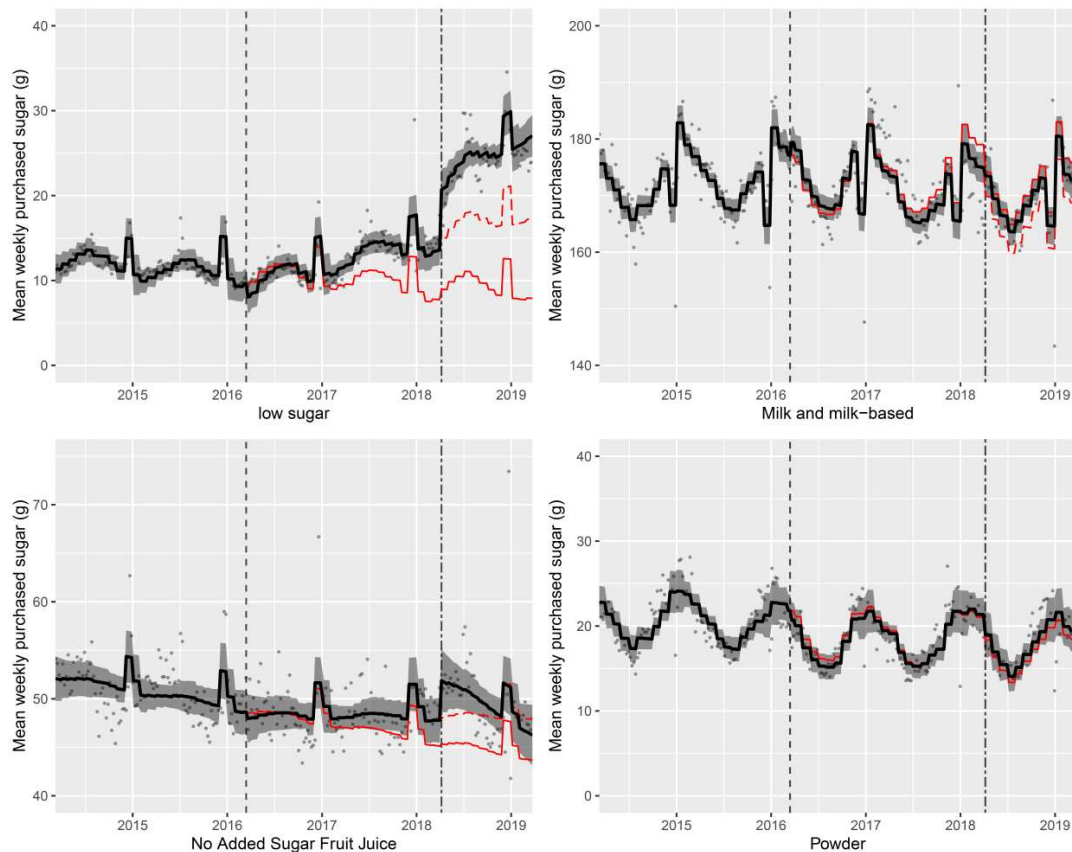 40
30
20
10
0
Mean weekly purchased sugar (g)
2015 2016 2017 2018 2019
low sugar
200
180
160
140
Mean weekly purchased sugar (g)
2015 2016 2017 2018 2019
Milk and milk−based
70
60
50
40
Mean weekly purchased sugar (g)
2015 2016 2017 2018 2019
No Added Sugar Fruit Juice
40
30
20
10
0
Mean weekly purchased sugar (g)
2015 2016 2017 2018 2019
Powder